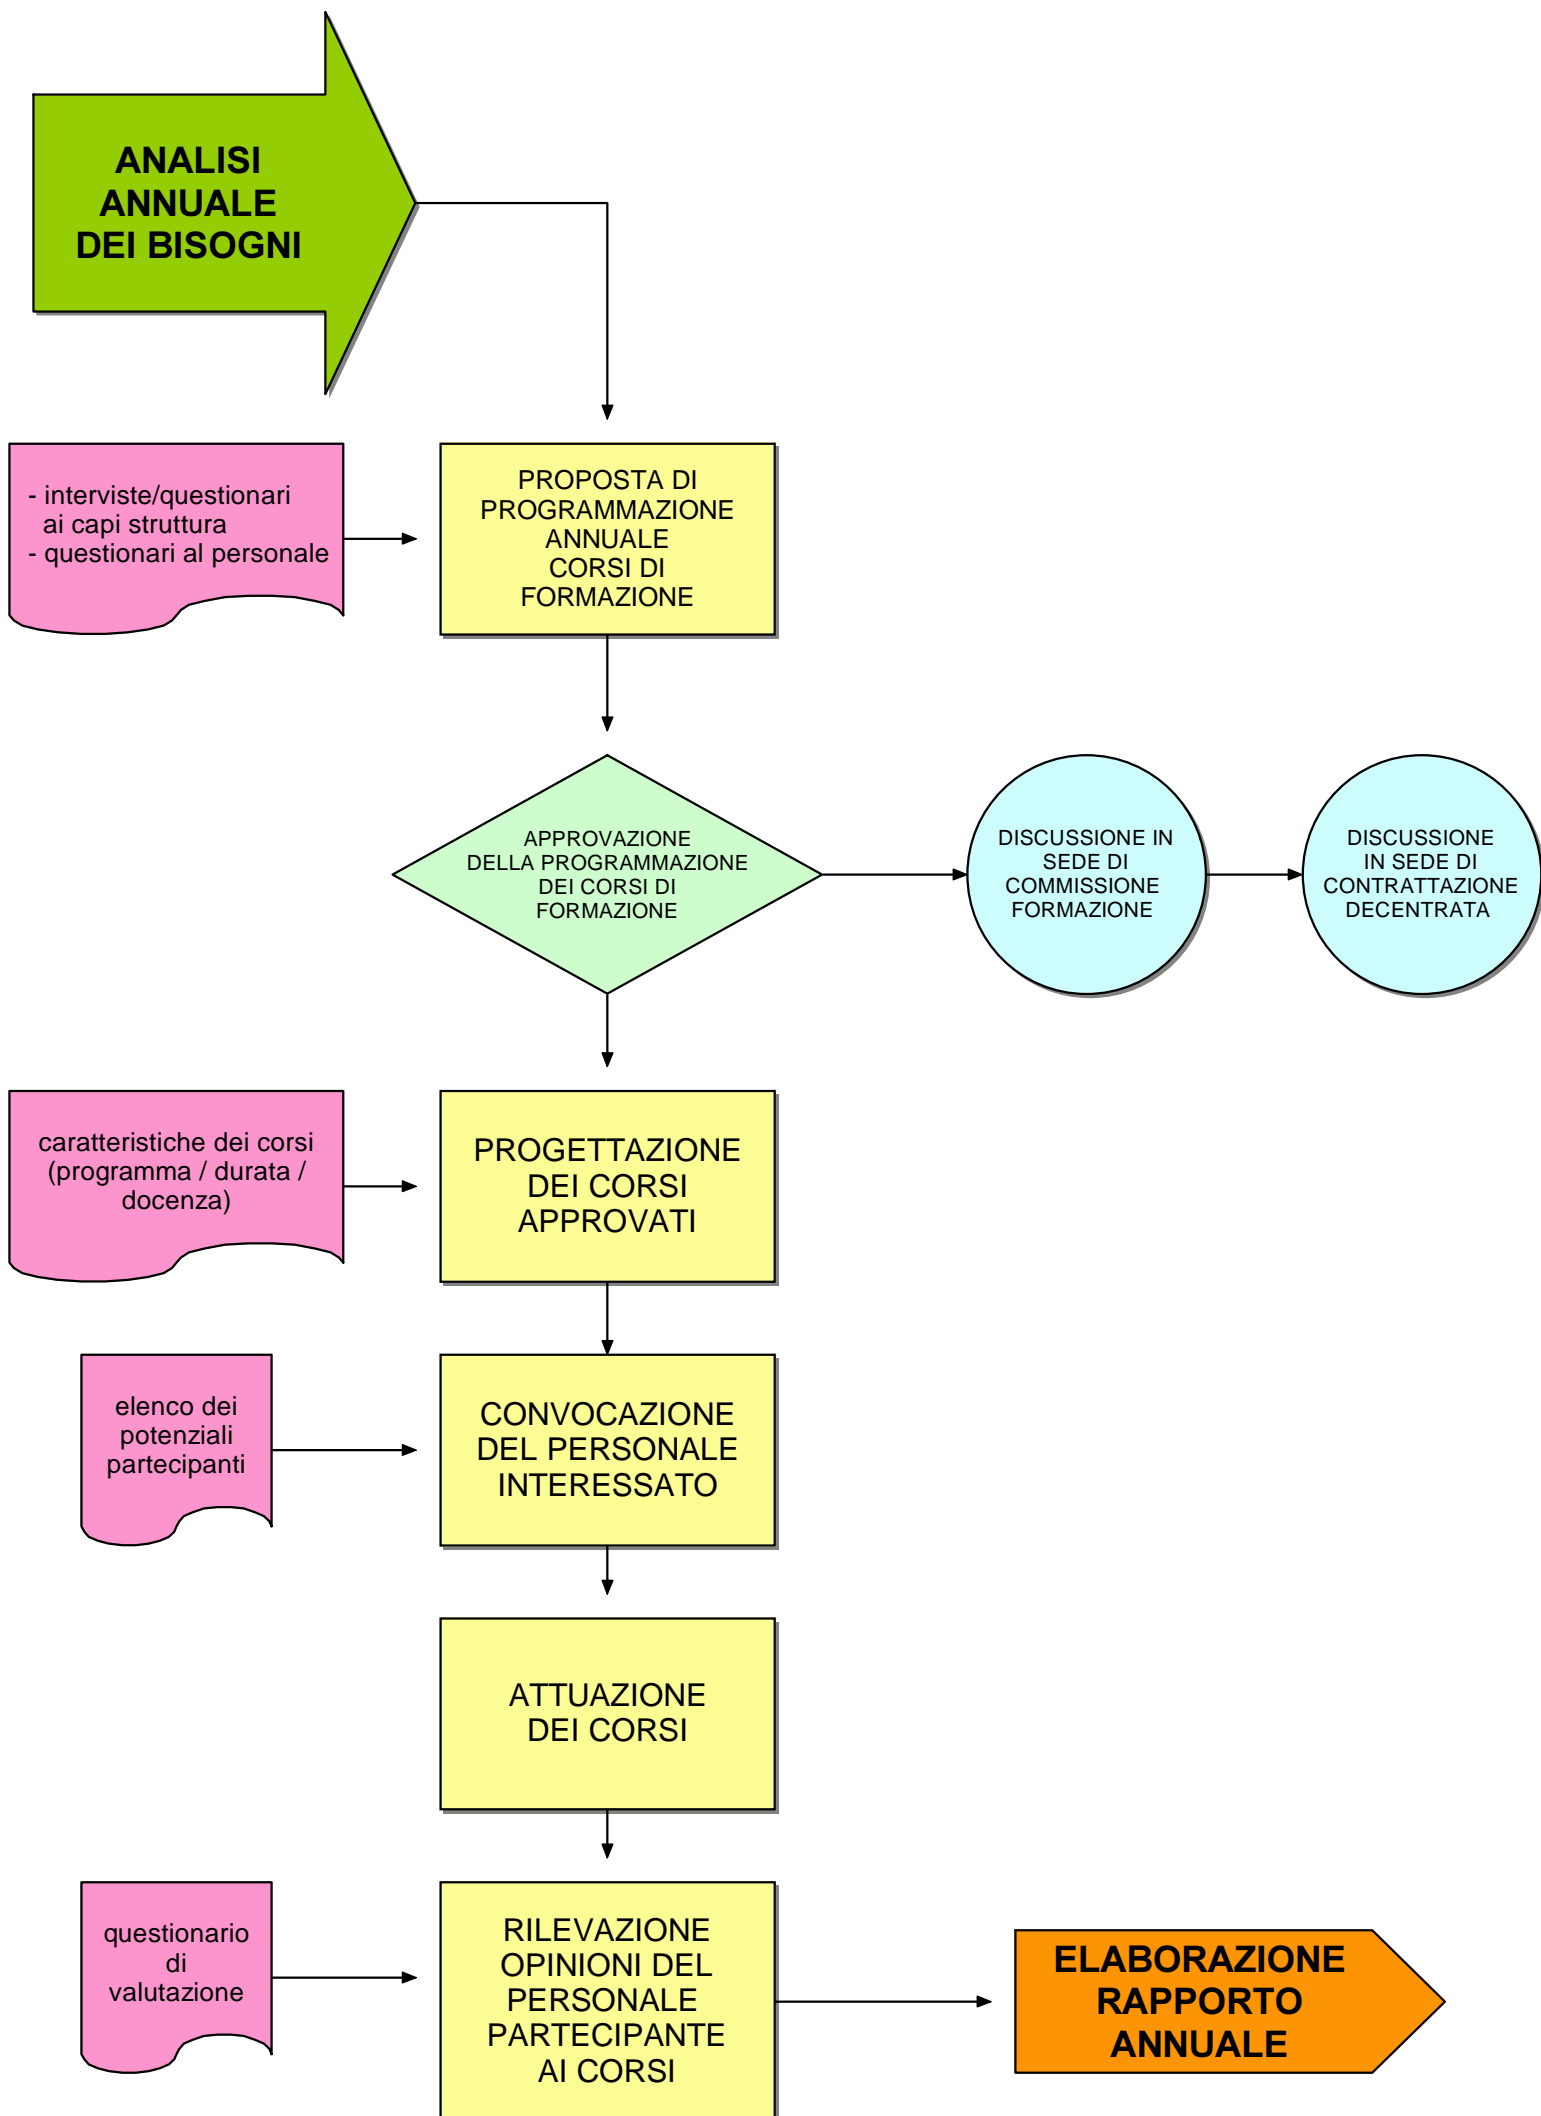 ANALISI
ANNUALE
DEI BISOGNI
- interviste/questionari
ai capi struttura
- questionari al personale
PROPOSTA DI
PROGRAMMAZIONE
ANNUALE
CORSI DI
FORMAZIONE
APPROVAZIONE
DELLA PROGRAMMAZIONE
DEI CORSI DI
FORMAZIONE
DISCUSSIONE IN
SEDE DI
COMMISSIONE
FORMAZIONE
DISCUSSIONE
IN SEDE DI
CONTRATTAZIONE
DECENTRATA
caratteristiche dei corsi
(programma / durata /
docenza)
PROGETTAZIONE
DEI CORSI
APPROVATI
elenco dei
potenziali
partecipanti
CONVOCAZIONE
DEL PERSONALE
INTERESSATO
ATTUAZIONE
DEI CORSI
questionario
di
valutazione
RILEVAZIONE
OPINIONI DEL
PERSONALE
PARTECIPANTE
AI CORSI
ELABORAZIONE
RAPPORTO
ANNUALE